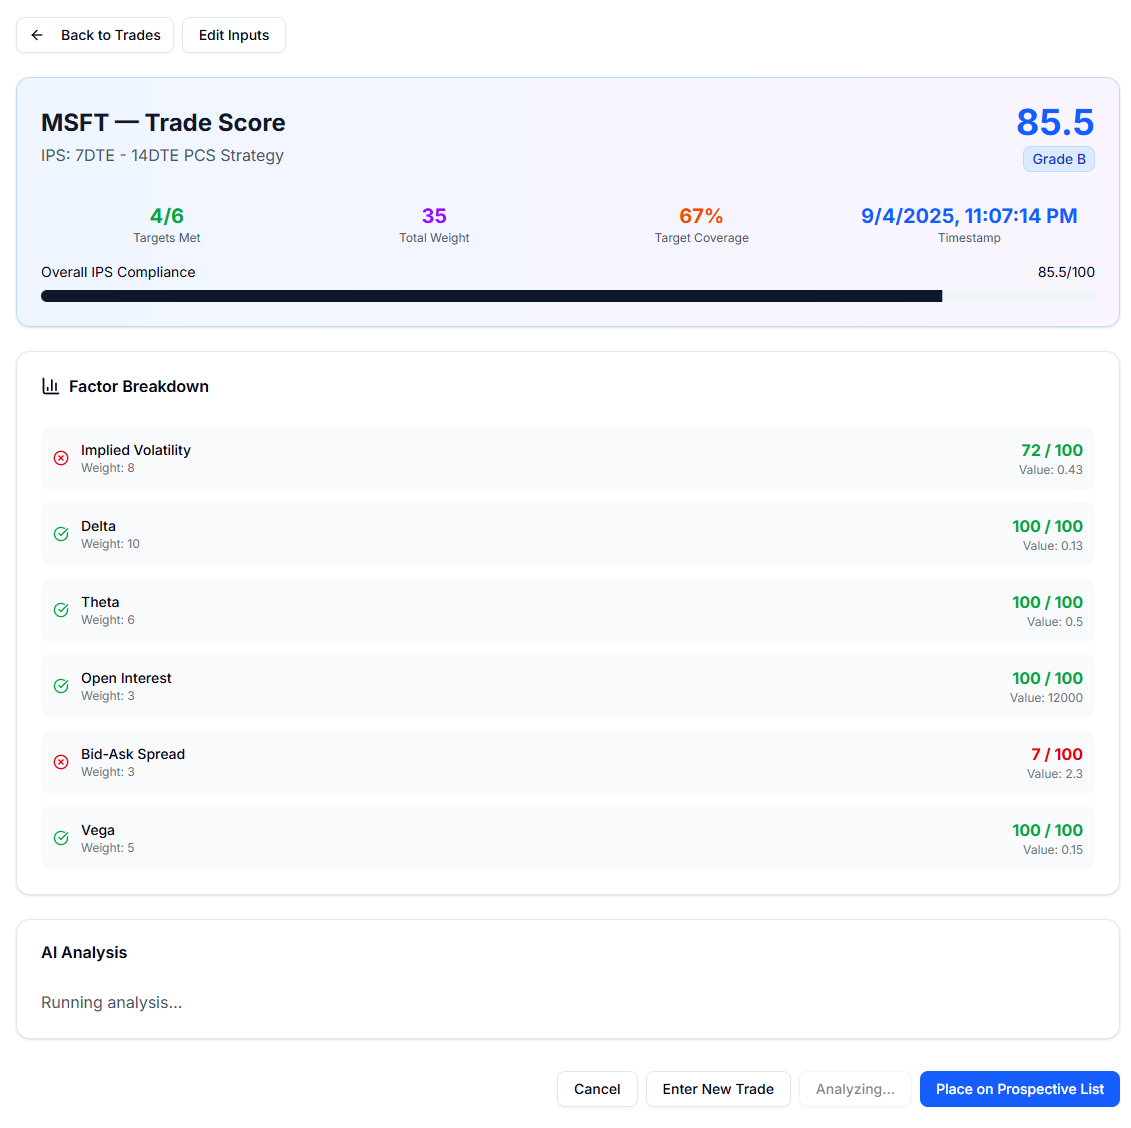 Back to Trades
Edit Inputs
MSFT — Trade Score
85.5
IPS: 7DTE - 14DTE PCS Strategy
Grade B
4/6
Targets Met
35
Total Weight
67%
Target Coverage
9/4/2025, 11:07:14 PM
Timestamp
Overall IPS Compliance
85.5/100
Factor Breakdown
Implied Volatility
Weight: 8
72 / 100
Value: 0.43
Delta
Weight: 10
100 / 100
Value: 0.13
Theta
Weight: 6
100 / 100
Value: 0.5
Open Interest
Weight: 3
100 / 100
Value: 12000
Bid-Ask Spread
Weight: 3
7 / 100
Value: 2.3
Vega
Weight: 5
100 / 100
Value: 0.15
AI Analysis
Running analysis...
Cancel
Enter New Trade
Analyzing...
Place on Prospective List